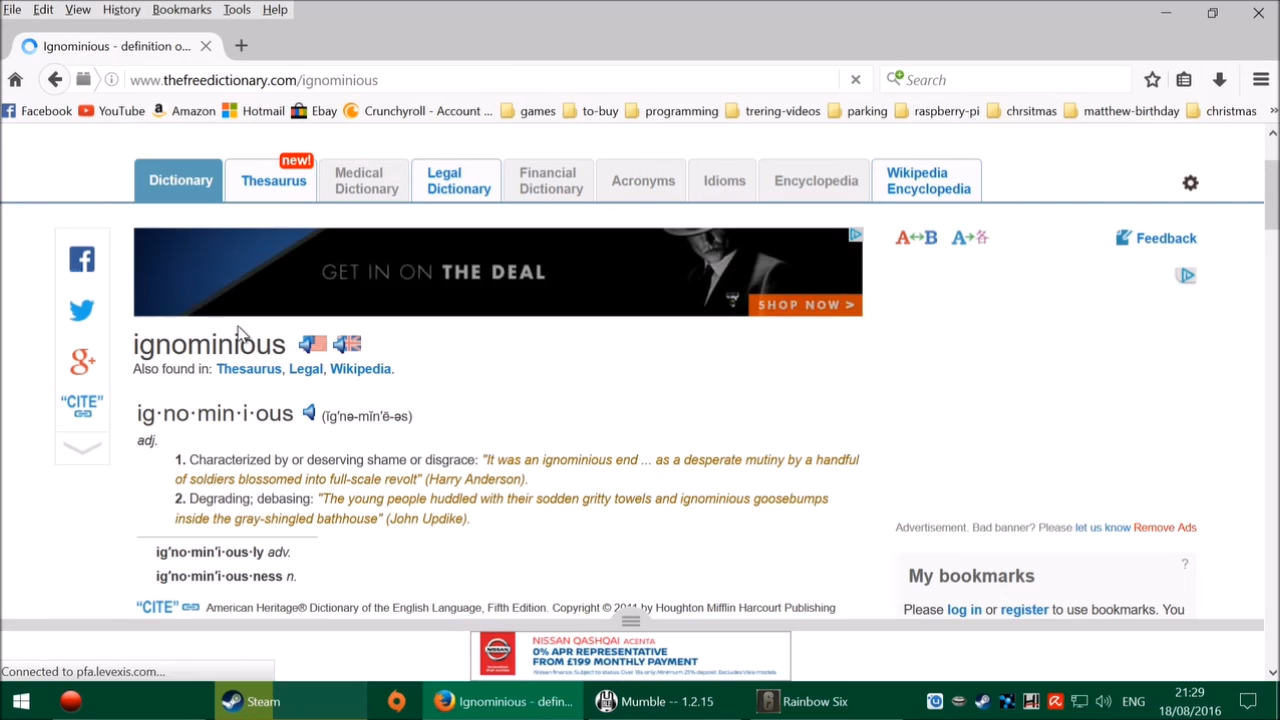 File Edit View History Bookmarks Tools Help
Ignominious - definition o...
www.thefreedictionary.com/ignominious
Search
Facebook YouTube Amazon Hotmail Ebay Crunchyroll - Account ... games to-buy programming trering-videos parking raspberry-pi chrsitmas matthew-birthday christmas
new!
Dictionary Thesaurus Medical Dictionary Legal Dictionary Financial Dictionary Acronyms Idioms Encyclopedia Wikipedia Encyclopedia
A↔B A→各 Feedback
GET IN ON THE DEAL
SHOP NOW >
ignominious
Also found in: Thesaurus, Legal, Wikipedia.
ig·no·min·i·ous (ĭg′nə-mĭn′ē-əs)
adj.
1. Characterized by or deserving shame or disgrace: "It was an ignominious end ... as a desperate mutiny by a handful
of soldiers blossomed into full-scale revolt" (Harry Anderson).
2. Degrading; debasing: "The young people huddled with their sodden gritty towels and ignominious goosebumps
inside the gray-shingled bathhouse" (John Updike).
ig′no·min′i·ous·ly adv.
ig′no·min′i·ous·ness n.
"CITE" American Heritage® Dictionary of the English Language, Fifth Edition. Copyright © 2011 by Houghton Mifflin Harcourt Publishing
"CITE"
Advertisement. Bad banner? Please let us know Remove Ads
My bookmarks
?
Please log in or register to use bookmarks. You
NISSAN QASHQAI ACENTA
0% APR REPRESENTATIVE
FROM £199 MONTHLY PAYMENT
Connected to pfa.levexis.com...
Steam Ignominious - defin... Mumble -- 1.2.15 Rainbow Six ENG
21:29
18/08/2016